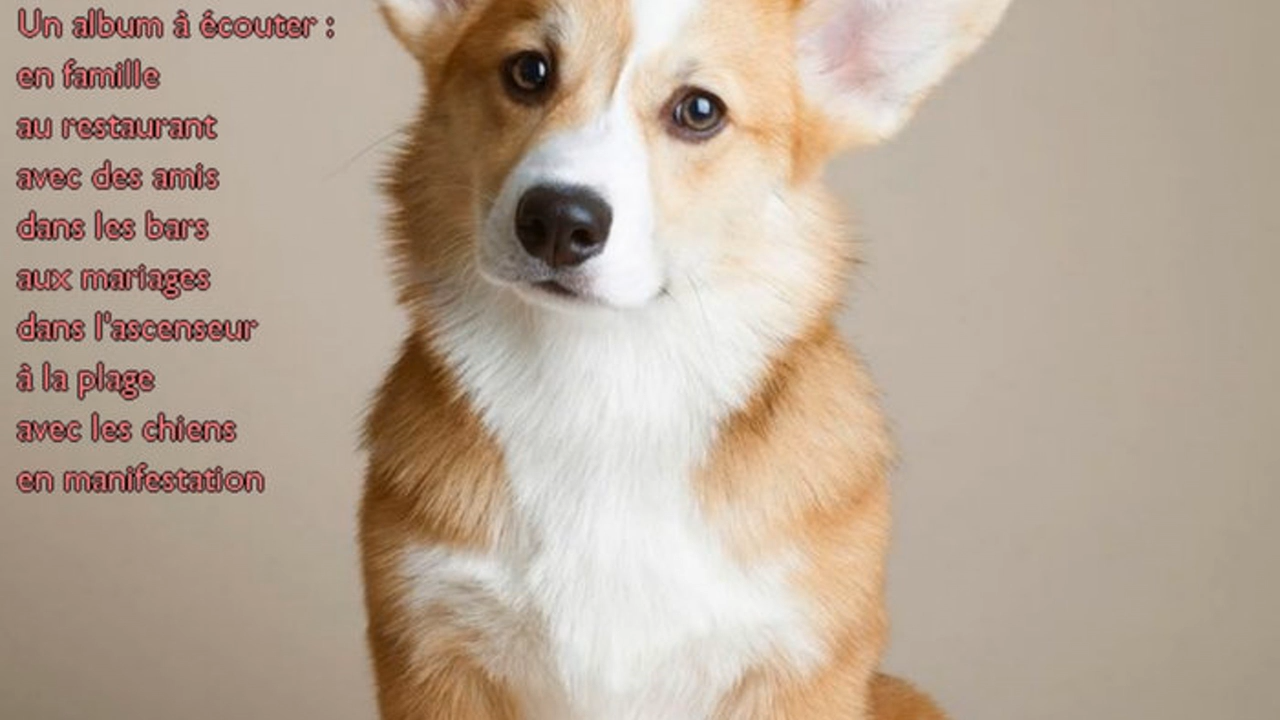 Un album à écouter :
en famille
au restaurant
avec des amis
dans les bars
aux mariages
dans l'ascenseur
à la plage
avec les chiens
en manifestation